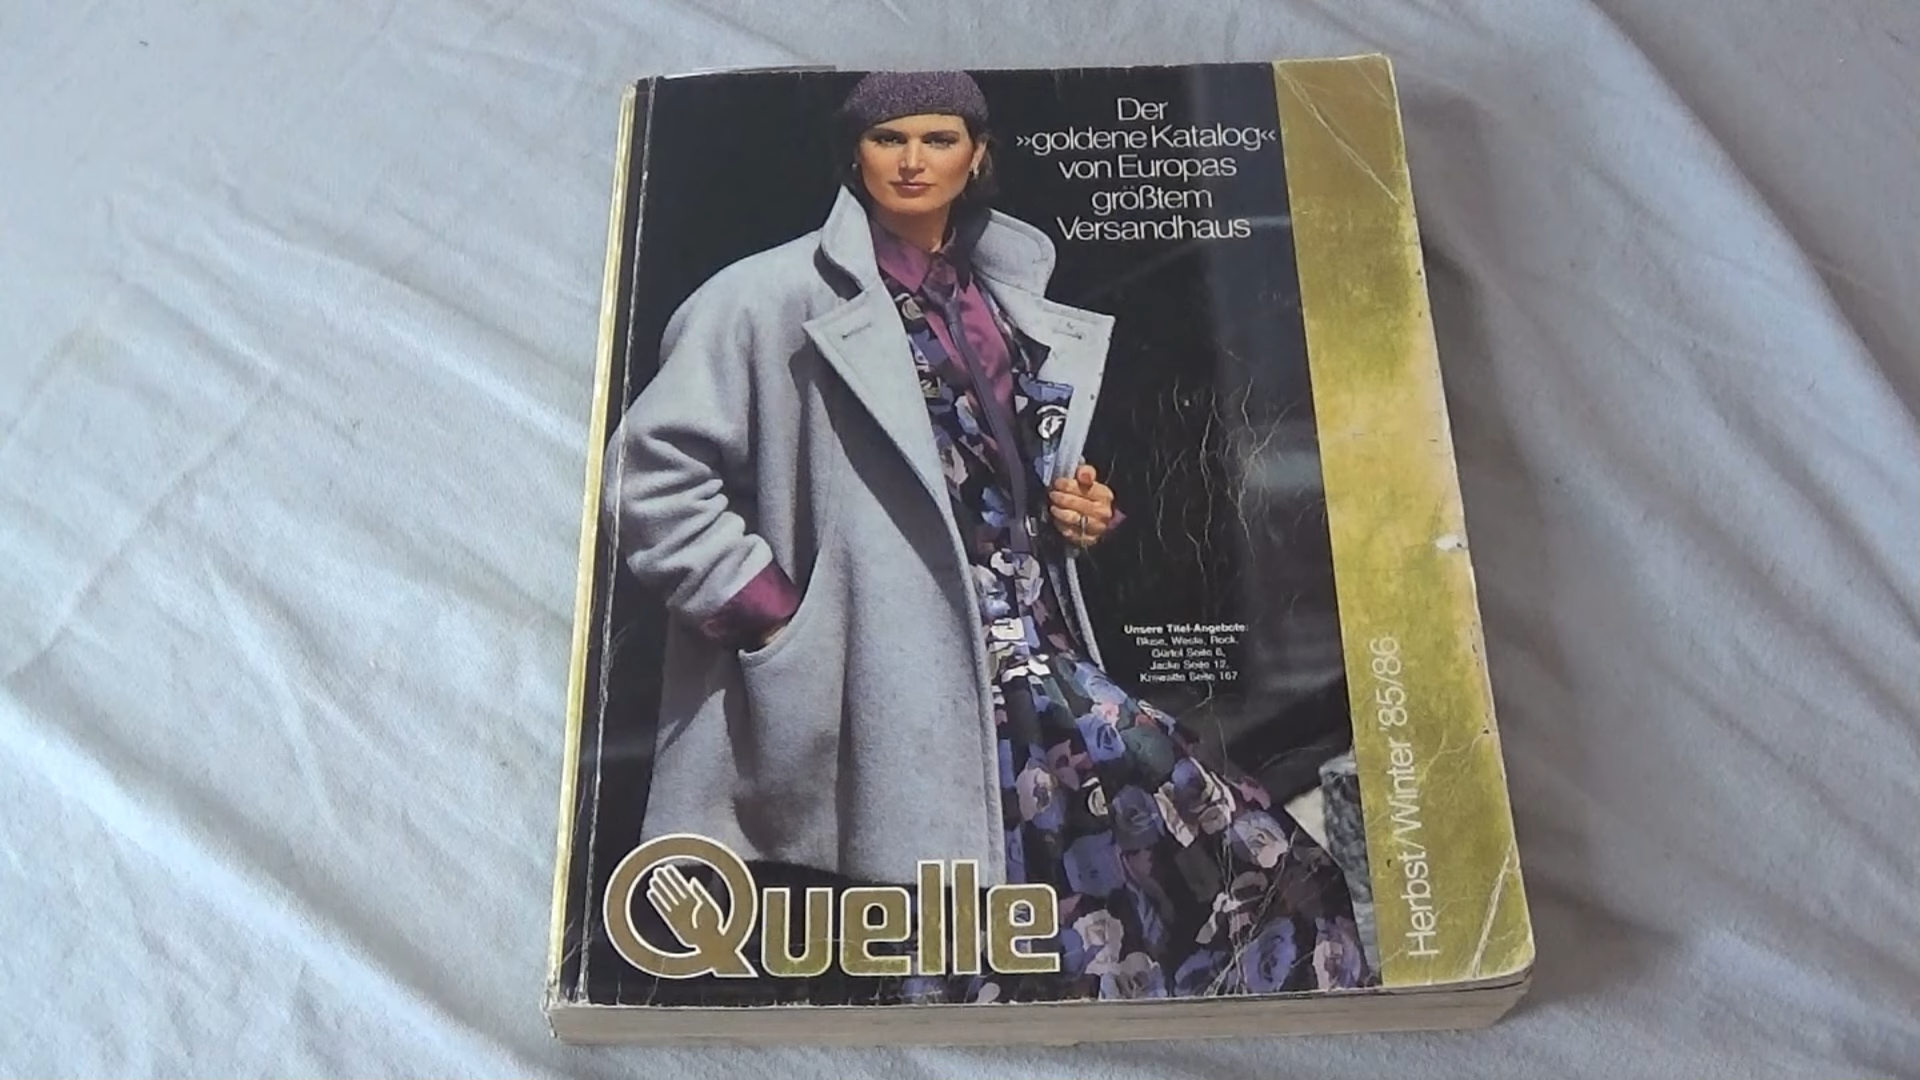 Der
»goldene Katalog«
von Europas
größtem
Versandhaus
Unsere Titel-Angebote:
Bluse, Weste, Rock,
Gürtel Seite 6,
Jacke Seite 12,
Krawatte Seite 167
Herbst/Winter '85/86
Quelle